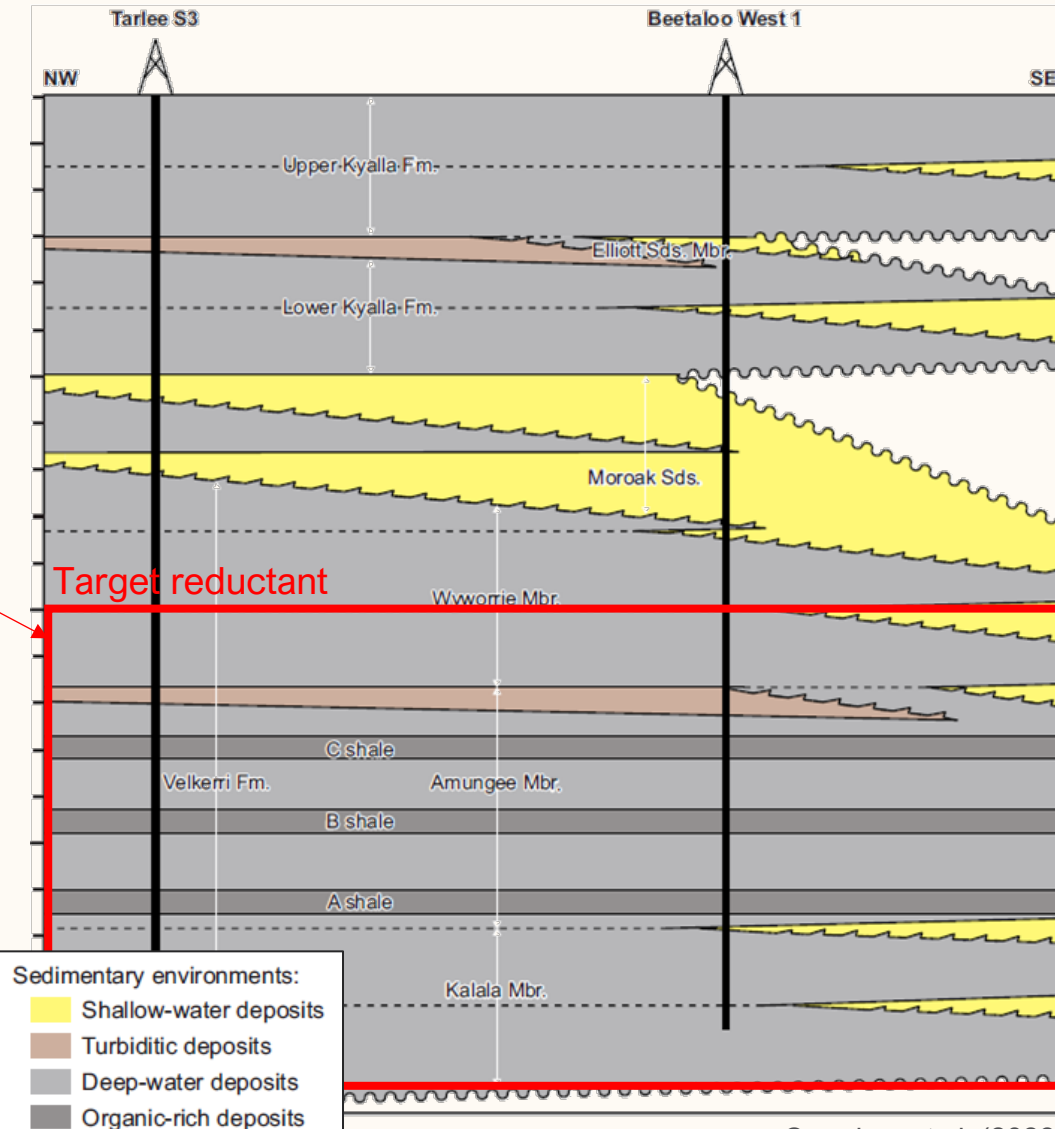 Tarlee S3
Beetaloo West 1
NW
SE
Upper Kyalla Fm.
Elliott Sds. Mbr.
Lower Kyalla Fm.
Moroak Sds.
Target reductant
Wyworrie Mbr.
C shale
Velkerri Fm.
Amungee Mbr.
B shale
A shale
Kalala Mbr.
Sedimentary environments:
Shallow-water deposits
Turbiditic deposits
Deep-water deposits
Organic-rich deposits